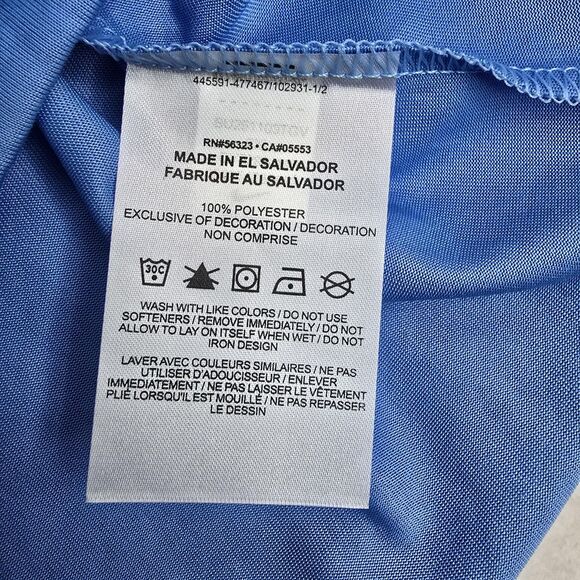 445591-477467/102931-1/2
RN#56323 • CA#05553
MADE IN EL SALVADOR
FABRIQUE AU SALVADOR
100% POLYESTER
EXCLUSIVE OF DECORATION / DECORATION
NON COMPRISE
30C
WASH WITH LIKE COLORS / DO NOT USE
SOFTENERS / REMOVE IMMEDIATELY / DO NOT
ALLOW TO LAY ON ITSELF WHEN WET / DO NOT
IRON DESIGN
LAVER AVEC COULEURS SIMILAIRES / NE PAS
UTILISER D'ADOUCISSEUR / ENLEVER
IMMEDIATEMENT / NE PAS LAISSER LE VÊTEMENT
PLIÉ LORSQU'IL EST MOUILLÉ / NE PAS REPASSER
LE DESSIN